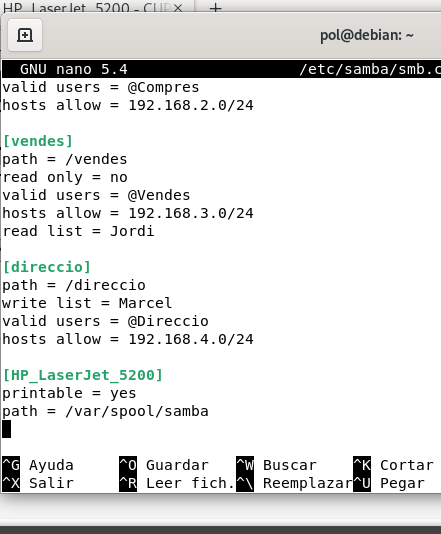 HP_LaserJet_5200 - CUP × +
pol@debian: ~
GNU nano 5.4 /etc/samba/smb.c
valid users = @Compres
hosts allow = 192.168.2.0/24
[vendes]
path = /vendes
read only = no
valid users = @Vendes
hosts allow = 192.168.3.0/24
read list = Jordi
[direccio]
path = /direccio
write list = Marcel
valid users = @Direccio
hosts allow = 192.168.4.0/24
[HP_LaserJet_5200]
printable = yes
path = /var/spool/samba
^G Ayuda ^O Guardar ^W Buscar ^K Cortar
^X Salir ^R Leer fich. ^\ Reemplazar ^U Pegar